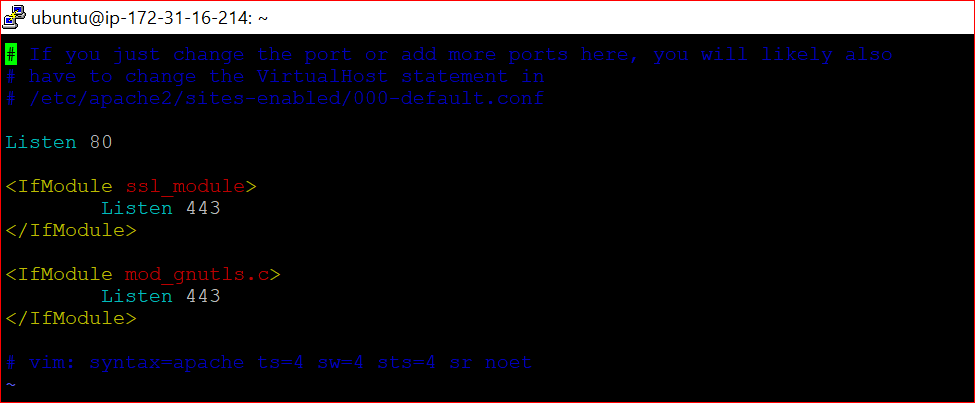 ubuntu@ip-172-31-16-214: ~
# If you just change the port or add more ports here, you will likely also
# have to change the VirtualHost statement in
# /etc/apache2/sites-enabled/000-default.conf
Listen 80
<IfModule ssl_module>
        Listen 443
</IfModule>
<IfModule mod_gnutls.c>
        Listen 443
</IfModule>
# vim: syntax=apache ts=4 sw=4 sts=4 sr noet
~